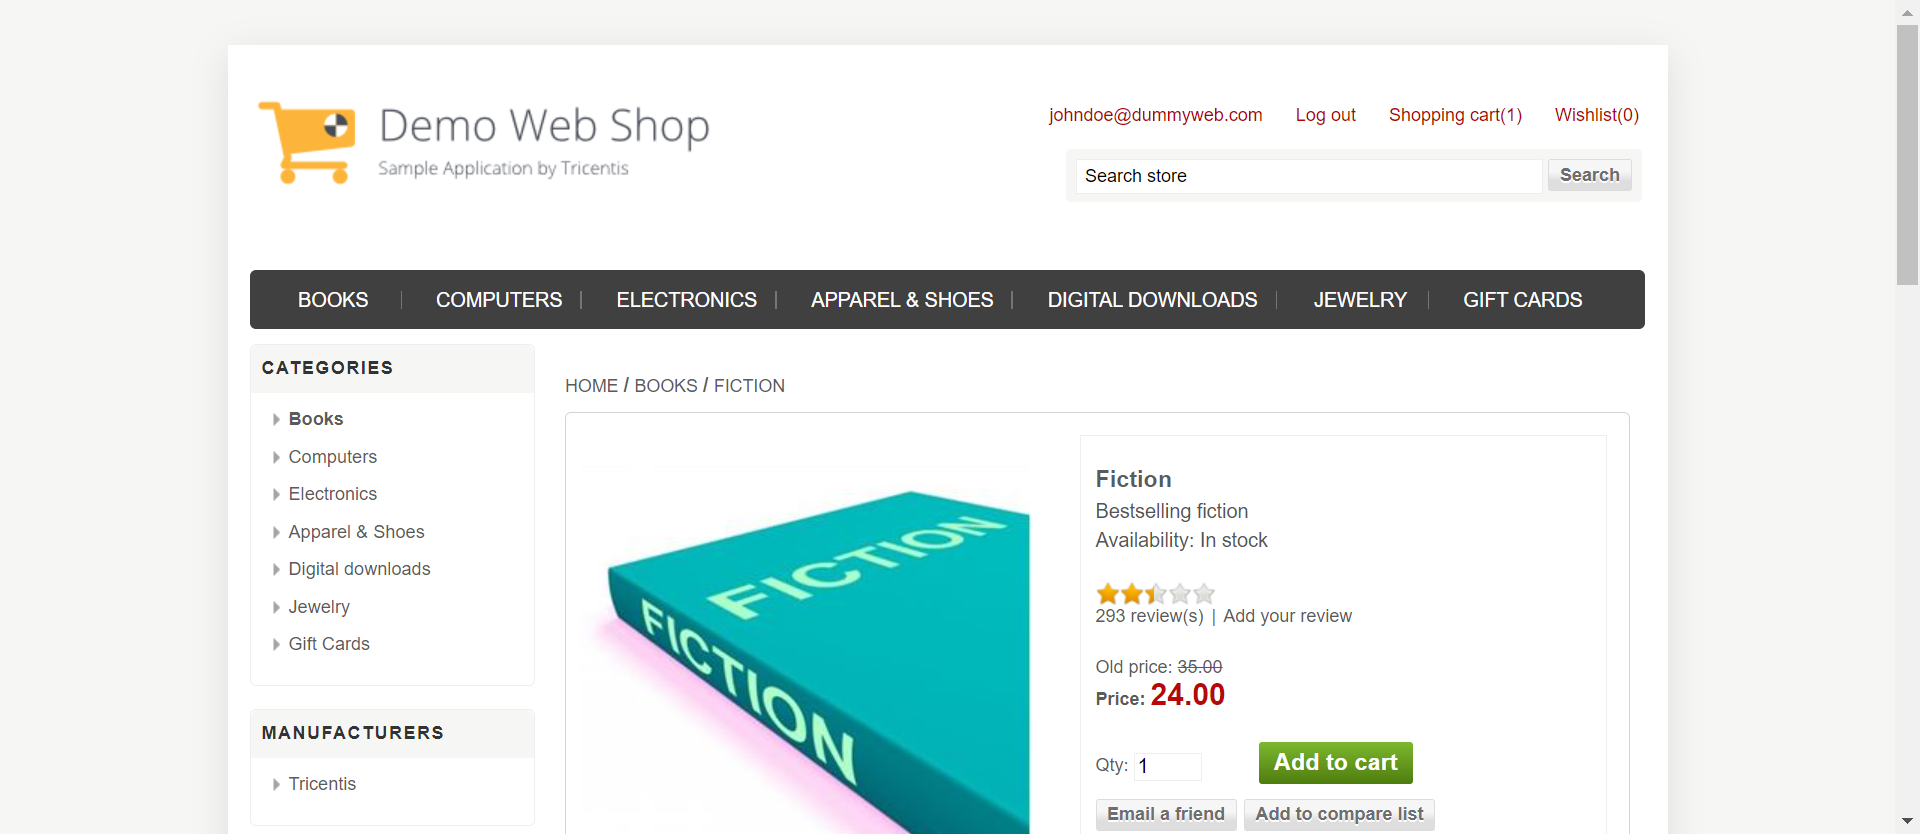 Demo Web Shop
Sample Application by Tricentis
johndoe@dummyweb.com Log out Shopping cart(1) Wishlist(0)
Search store Search
BOOKS COMPUTERS ELECTRONICS APPAREL & SHOES DIGITAL DOWNLOADS JEWELRY GIFT CARDS
CATEGORIES
Books
Computers
Electronics
Apparel & Shoes
Digital downloads
Jewelry
Gift Cards
MANUFACTURERS
Tricentis
HOME / BOOKS / FICTION
FICTION
FICTION
Fiction
Bestselling fiction
Availability: In stock
293 review(s) | Add your review
Old price: 35.00
Price: 24.00
Qty: 1 Add to cart
Email a friend Add to compare list